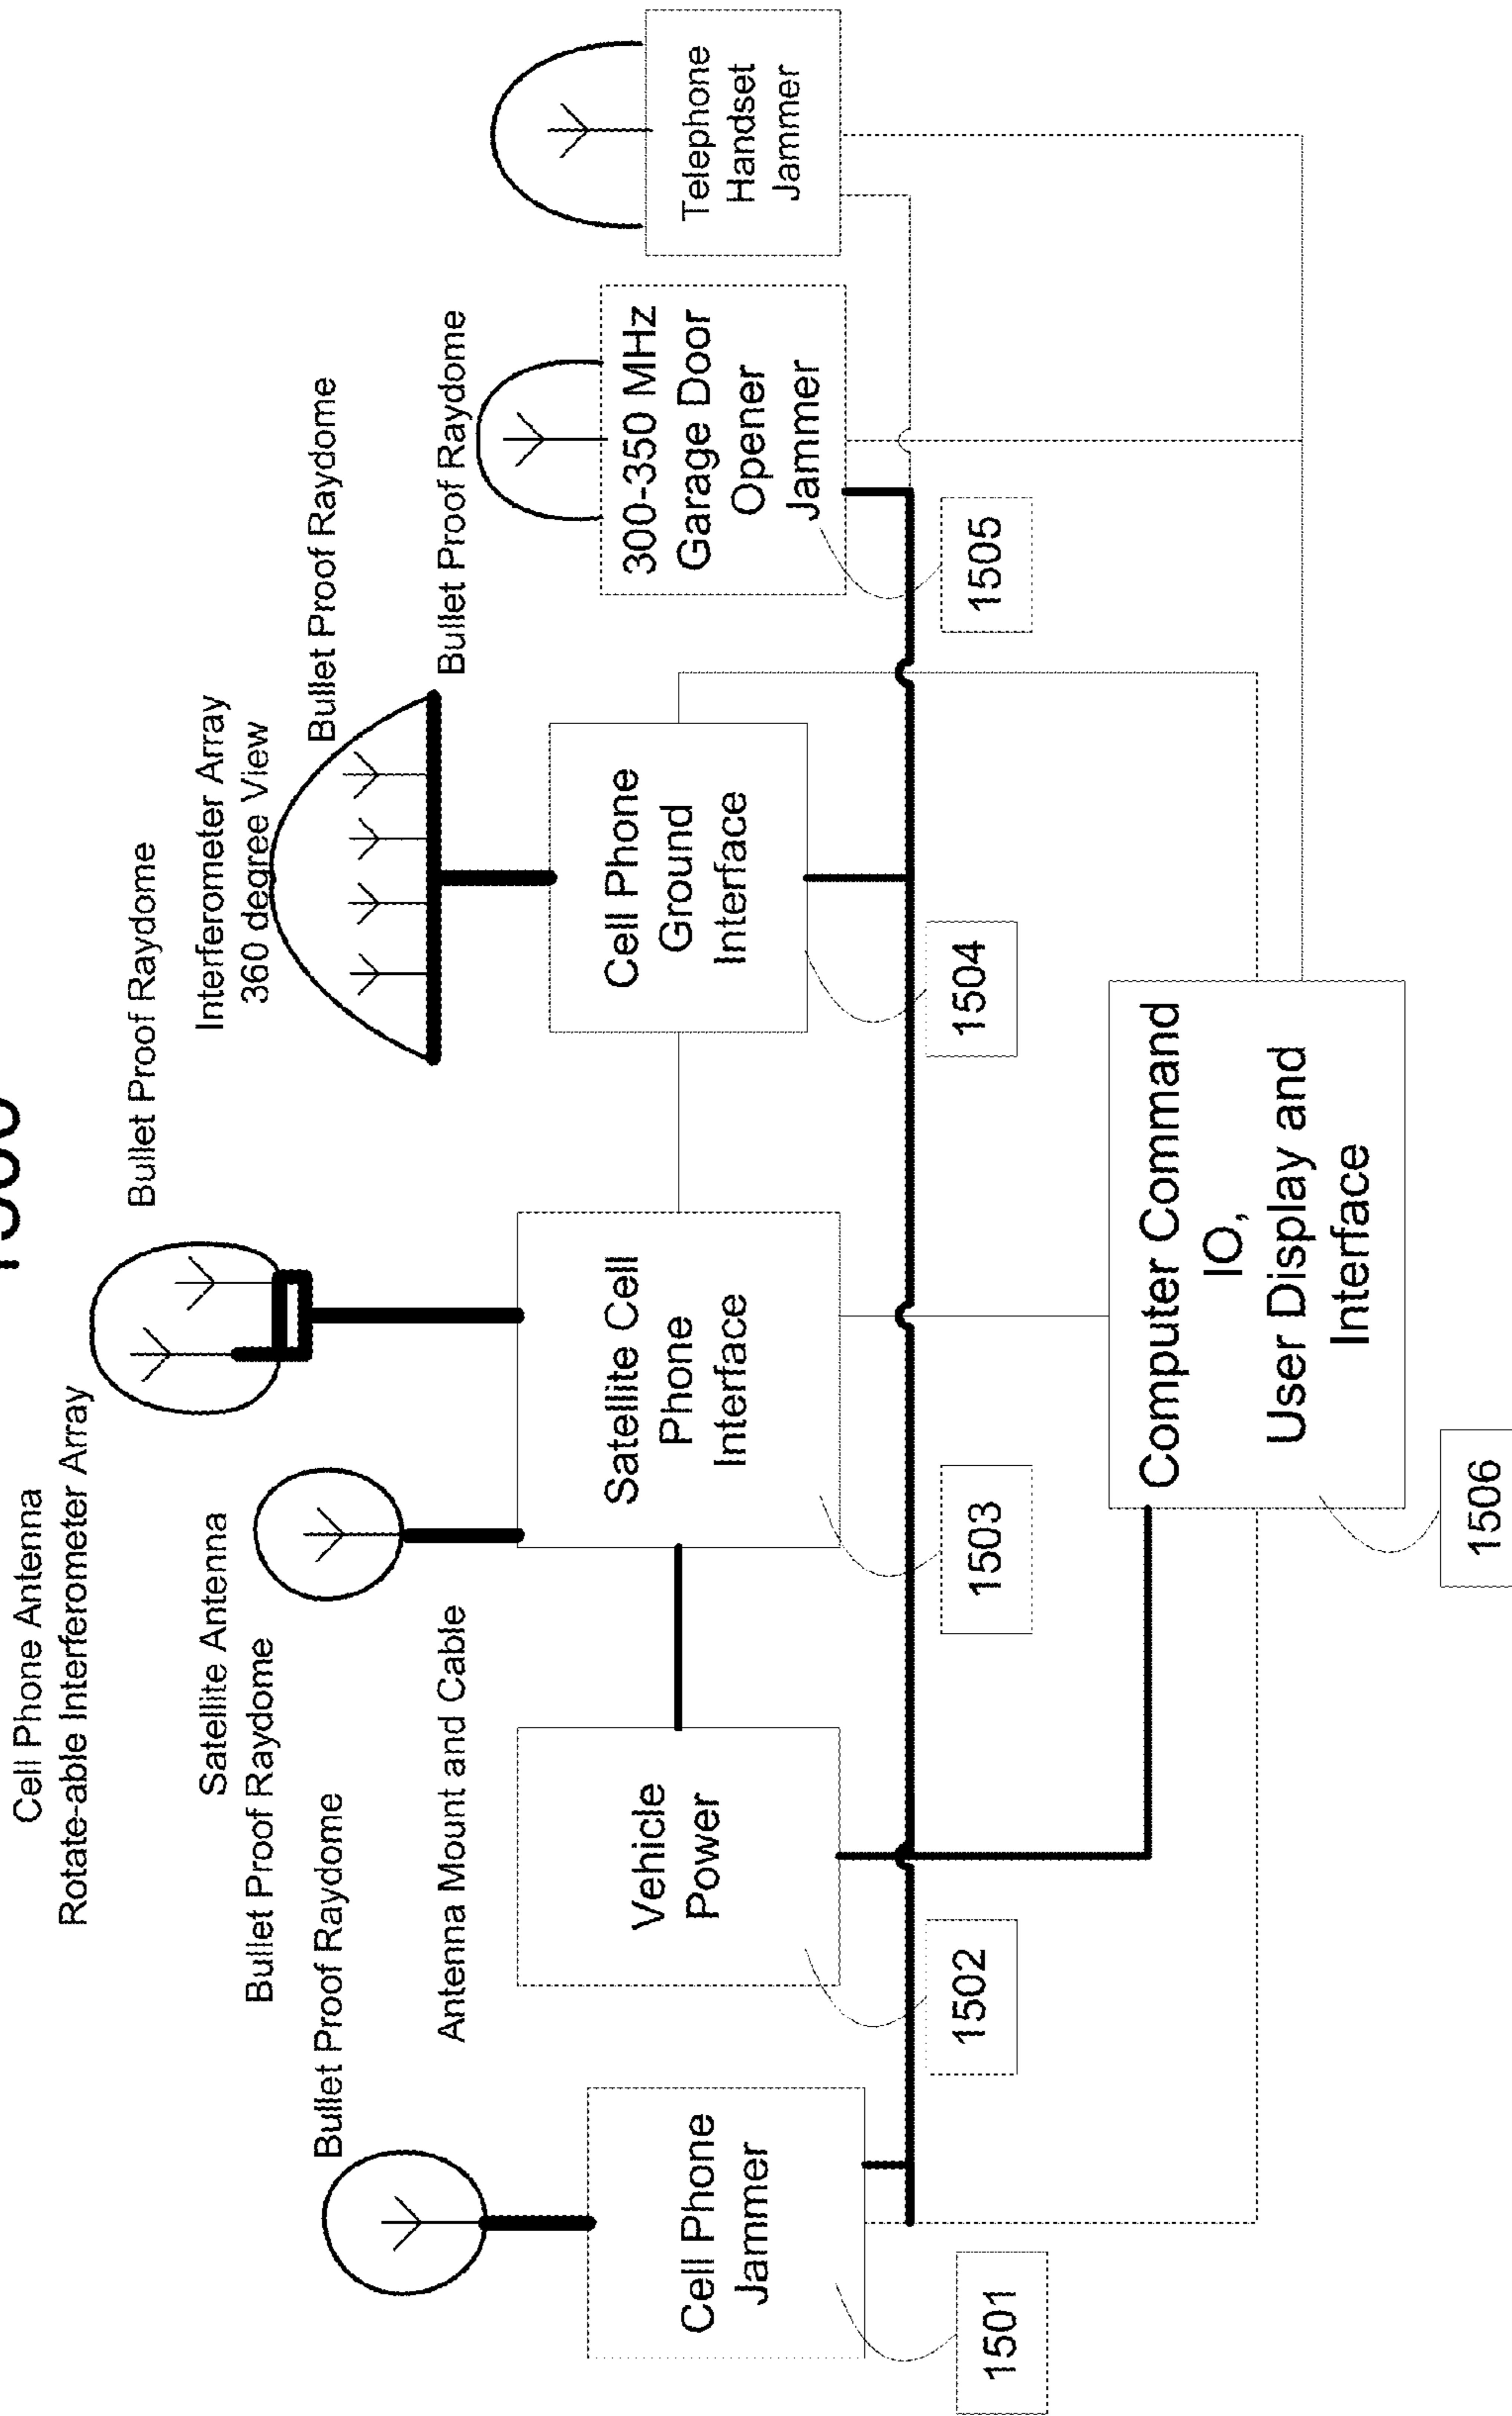 Cell Phone Antenna
Rotate-able Interferometer Array
Bullet Proof Raydome
Satellite Antenna
Bullet Proof Raydome
Interferometer Array
360 degree View
Bullet Proof Raydome
Bullet Proof Raydome
Antenna Mount and Cable
Bullet Proof Raydome
Cell Phone
Jammer
Vehicle
Power
Satellite Cell
Phone
Interface
Cell Phone
Ground
Interface
300-350 MHz
Garage Door
Opener
Jammer
Telephone
Handset
Jammer
1501
1502
1503
1504
1505
Computer Command
IO,
User Display and
Interface
1506